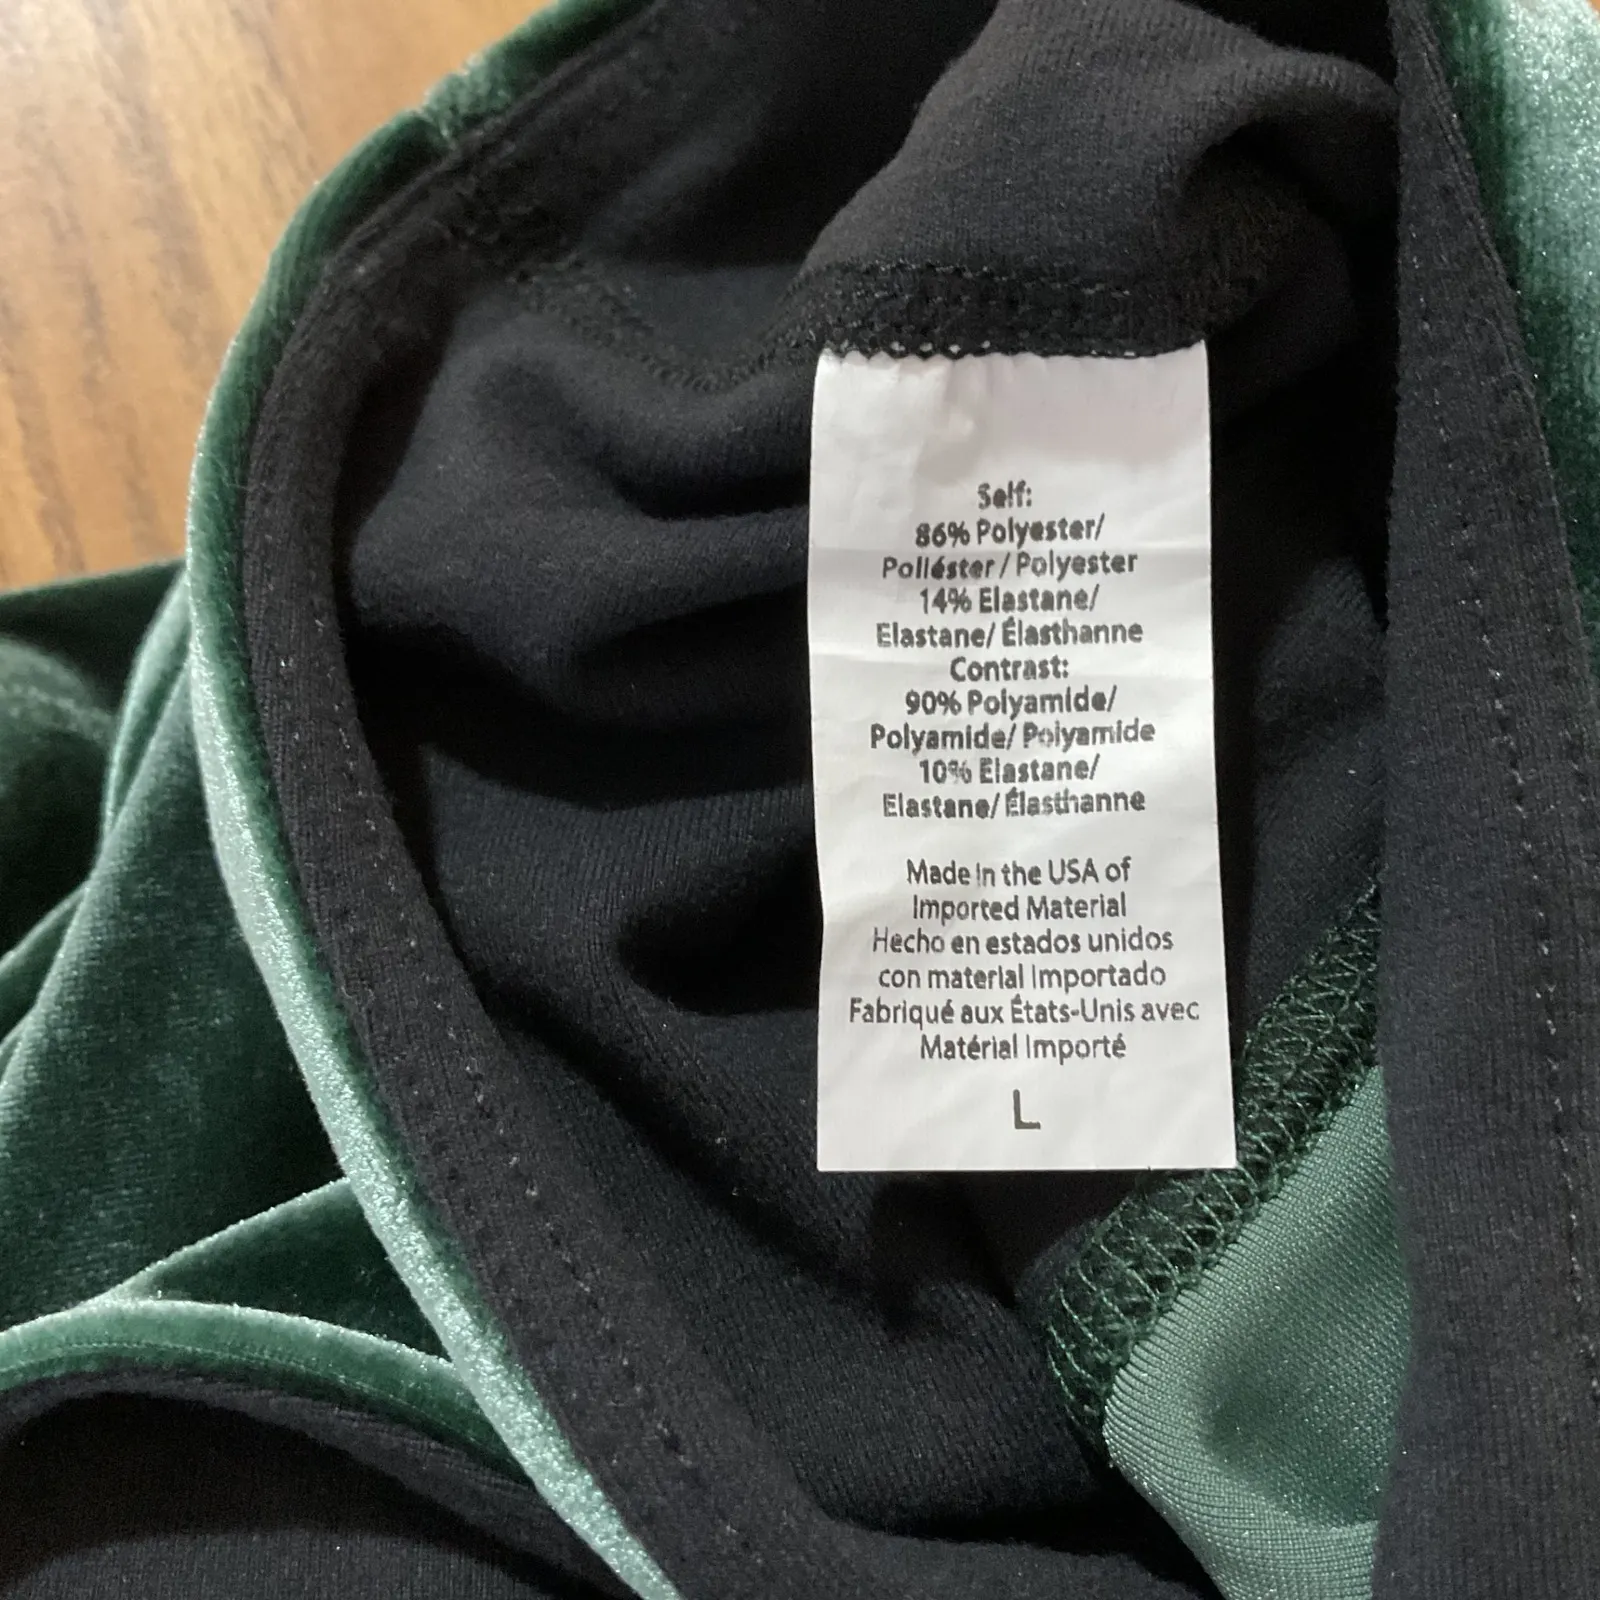 Self:
86% Polyester/
Poliéster / Polyester
14% Elastane/
Elastane/ Élasthanne
Contrast:
90% Polyamide/
Polyamide/ Polyamide
10% Elastane/
Elastane/ Élasthanne
Made In the USA of
Imported Material
Hecho en estados unidos
con material Importado
Fabriqué aux États-Unis avec
Matérial Importé
L